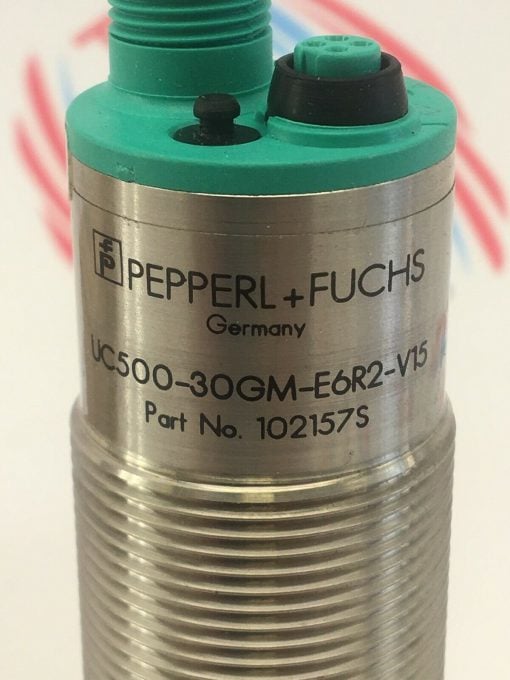 PEPPERL+FUCHS
Germany
UC500-30GM-E6R2-V15
Part No. 102157S